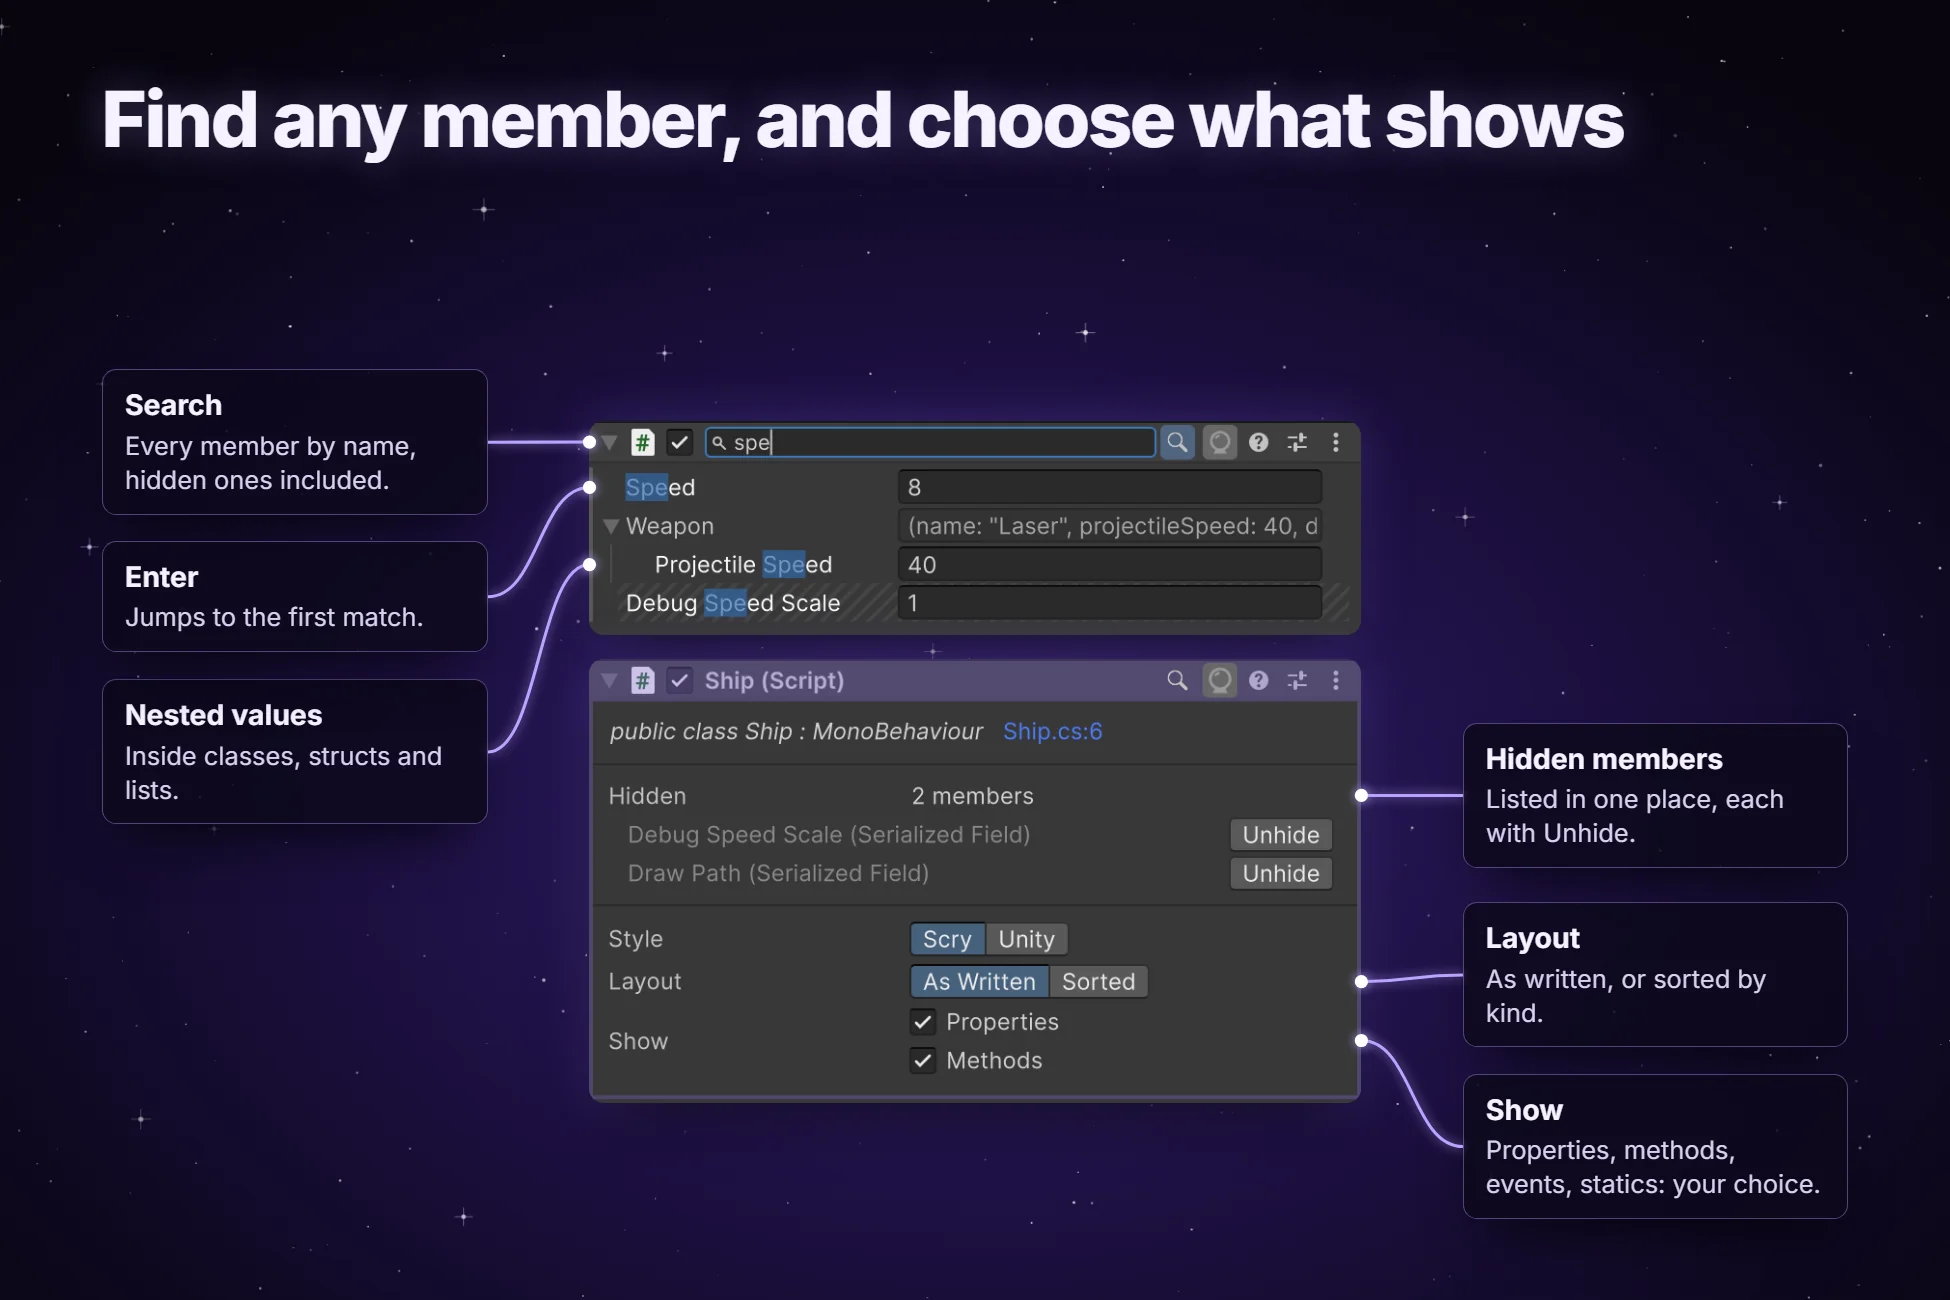 Find any member, and choose what shows
Search
Every member by name,
hidden ones included.
Enter
Jumps to the first match.
Nested values
Inside classes, structs and
lists.
# spe ?
Speed 8
Weapon (name: "Laser", projectileSpeed: 40, d
Projectile Speed 40
Debug Speed Scale 1
# Ship (Script) ?
public class Ship : MonoBehaviour Ship.cs:6
Hidden 2 members
Debug Speed Scale (Serialized Field) Unhide
Draw Path (Serialized Field) Unhide
Style Scry Unity
Layout As Written Sorted
Show
Properties
Methods
Hidden members
Listed in one place, each
with Unhide.
Layout
As written, or sorted by
kind.
Show
Properties, methods,
events, statics: your choice.